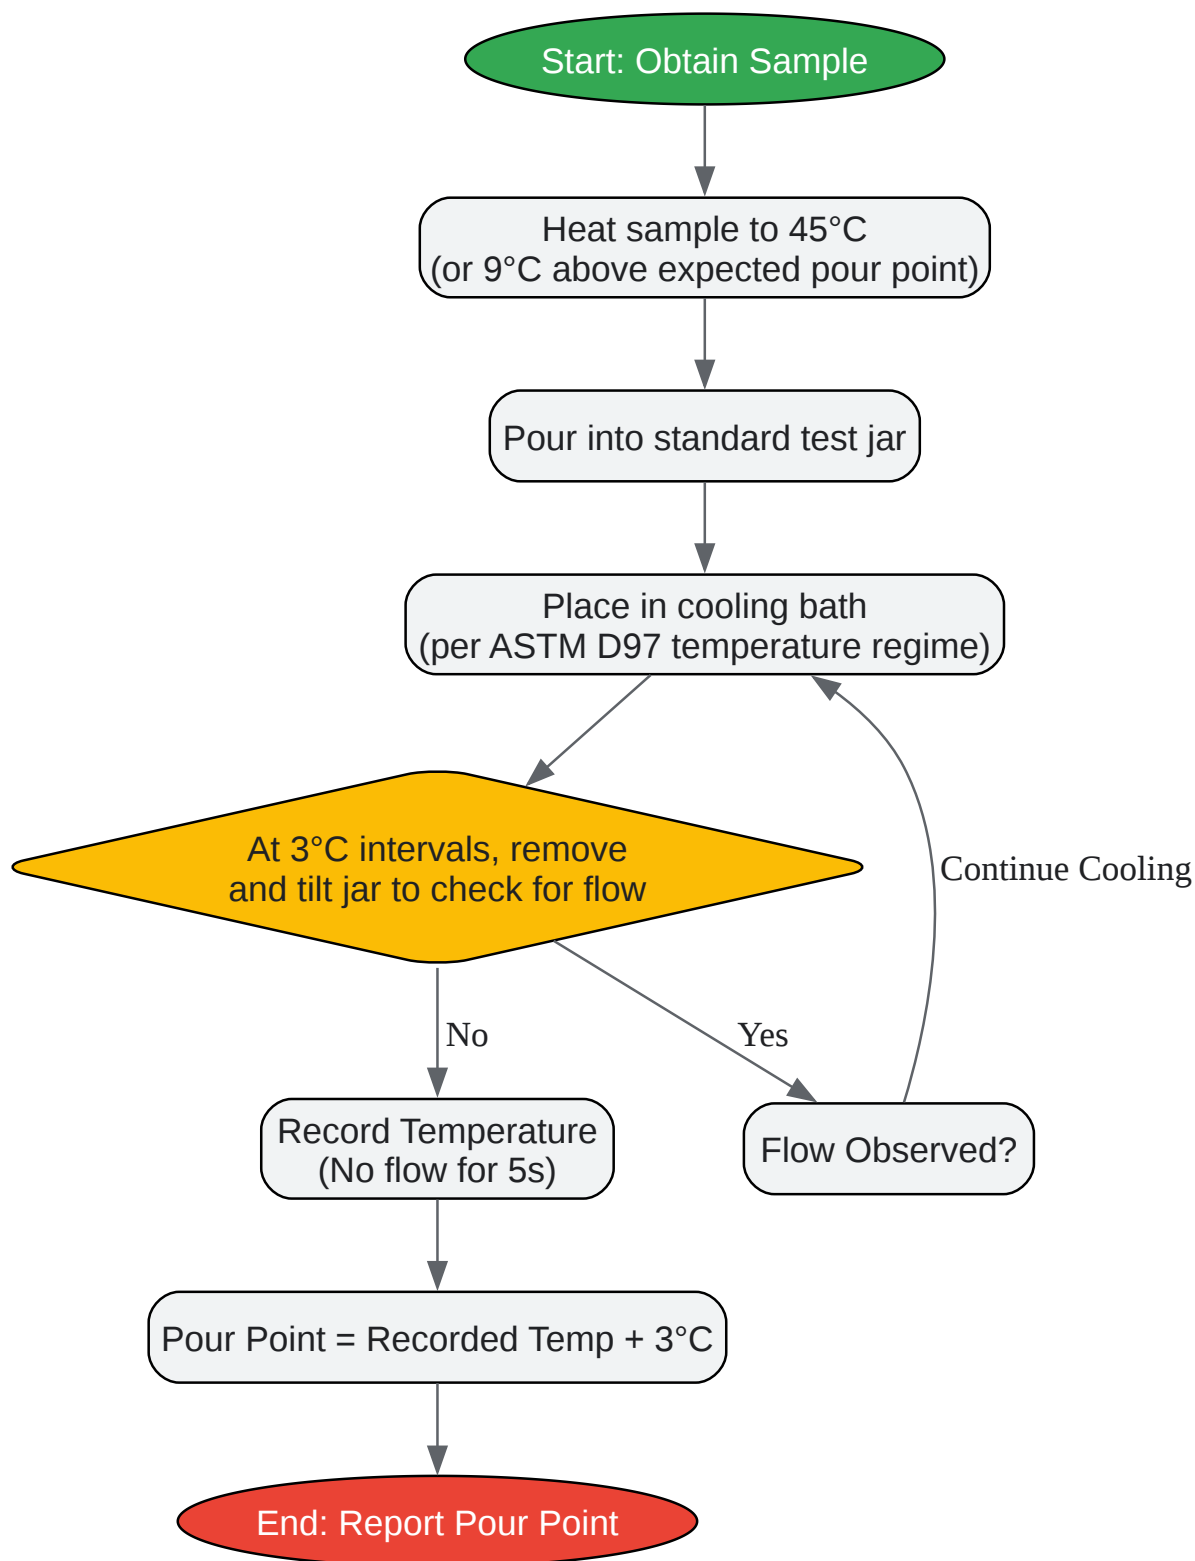 Start: Obtain Sample
Heat sample to 45°C
(or 9°C above expected pour point)
Pour into standard test jar
Place in cooling bath
(per ASTM D97 temperature regime)
At 3°C intervals, remove
and tilt jar to check for flow
Continue Cooling
No
Yes
Record Temperature
(No flow for 5s)
Flow Observed?
Pour Point = Recorded Temp + 3°C
End: Report Pour Point